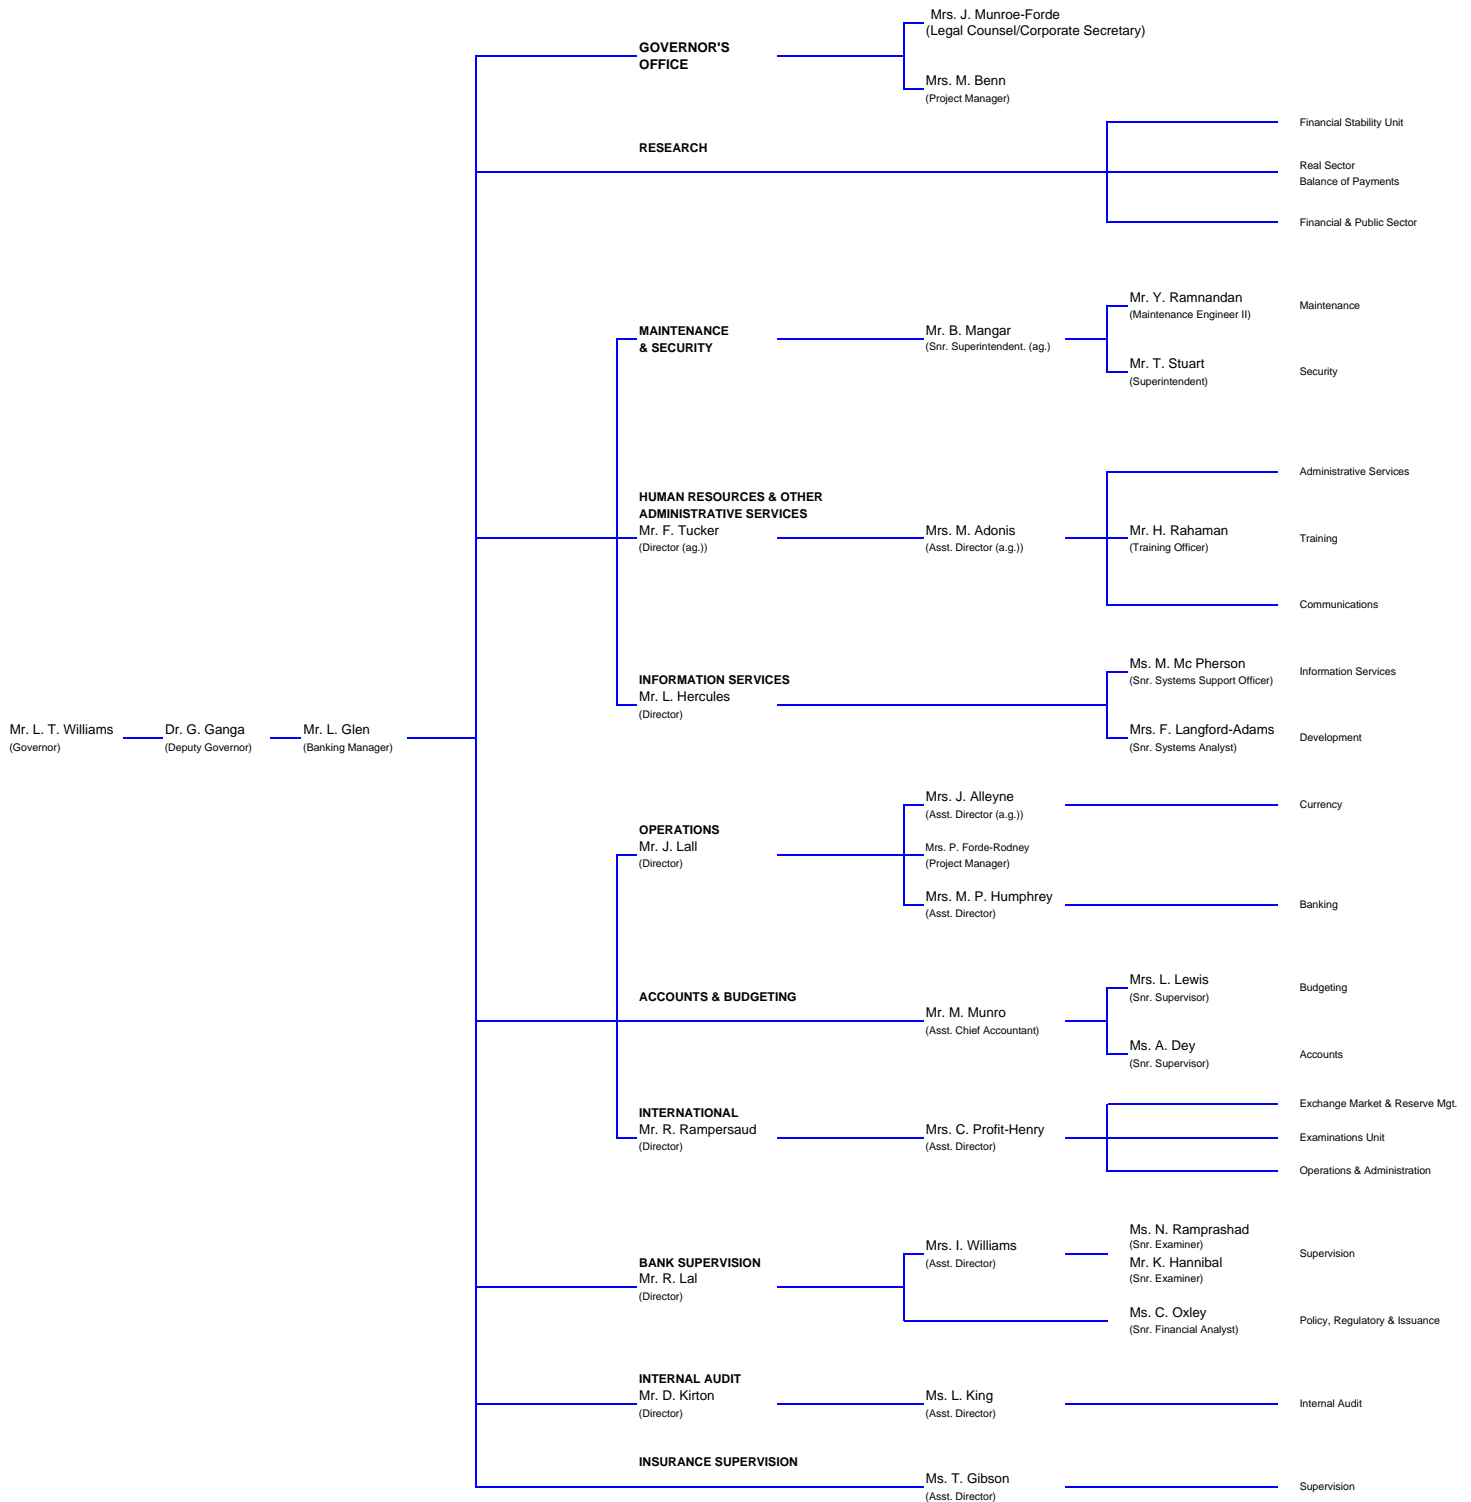 Mrs. J. Munroe-Forde
(Legal Counsel/Corporate Secretary)
GOVERNOR'S
OFFICE
Mrs. M. Benn
(Project Manager)
Financial Stability Unit
RESEARCH
Real Sector
Balance of Payments
Financial & Public Sector
Mr. Y. Ramnandan
(Maintenance Engineer II)
Maintenance
MAINTENANCE
& SECURITY
Mr. B. Mangar
(Snr. Superintendent. (ag.)
Mr. T. Stuart
(Superintendent)
Security
Administrative Services
HUMAN RESOURCES & OTHER
ADMINISTRATIVE SERVICES
Mr. F. Tucker
(Director (ag.))
Mrs. M. Adonis
(Asst. Director (a.g.))
Mr. H. Rahaman
(Training Officer)
Training
Communications
Ms. M. Mc Pherson
(Snr. Systems Support Officer)
Information Services
INFORMATION SERVICES
Mr. L. Hercules
(Director)
Mr. L. T. Williams
(Governor)
Dr. G. Ganga
(Deputy Governor)
Mr. L. Glen
(Banking Manager)
Mrs. F. Langford-Adams
(Snr. Systems Analyst)
Development
Mrs. J. Alleyne
(Asst. Director (a.g.))
Currency
OPERATIONS
Mr. J. Lall
(Director)
Mrs. P. Forde-Rodney
(Project Manager)
Mrs. M. P. Humphrey
(Asst. Director)
Banking
Mrs. L. Lewis
(Snr. Supervisor)
Budgeting
ACCOUNTS & BUDGETING
Mr. M. Munro
(Asst. Chief Accountant)
Ms. A. Dey
(Snr. Supervisor)
Accounts
Exchange Market & Reserve Mgt.
INTERNATIONAL
Mr. R. Rampersaud
(Director)
Mrs. C. Profit-Henry
(Asst. Director)
Examinations Unit
Operations & Administration
Ms. N. Ramprashad
(Snr. Examiner)
Mr. K. Hannibal
(Snr. Examiner)
Mrs. I. Williams
(Asst. Director)
Supervision
BANK SUPERVISION
Mr. R. Lal
(Director)
Ms. C. Oxley
(Snr. Financial Analyst)
Policy, Regulatory & Issuance
INTERNAL AUDIT
Mr. D. Kirton
(Director)
Ms. L. King
(Asst. Director)
Internal Audit
INSURANCE SUPERVISION
Ms. T. Gibson
(Asst. Director)
Supervision